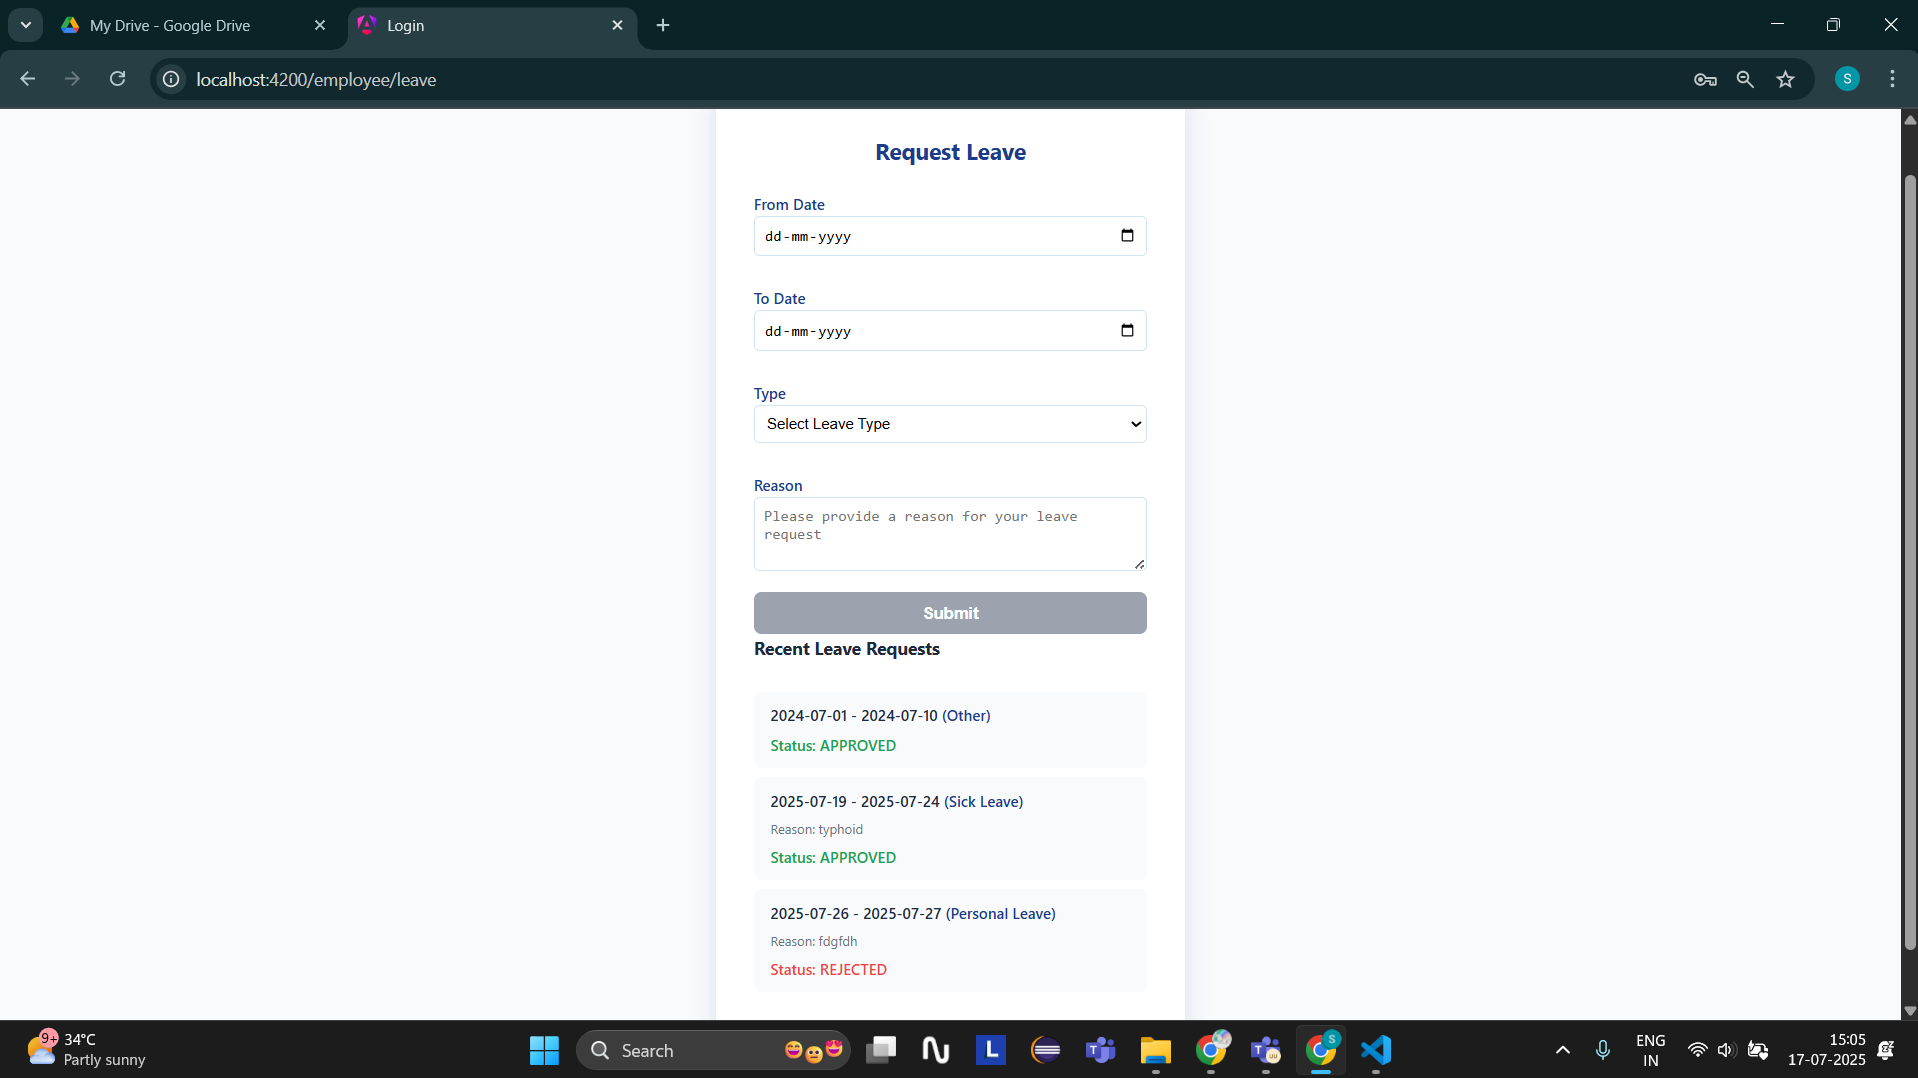 My Drive - Google Drive
Login
localhost:4200/employee/leave
S
Request Leave
From Date
dd-mm-yyyy
To Date
dd-mm-yyyy
Type
Select Leave Type
Reason
Please provide a reason for your leave
request
Submit
Recent Leave Requests
2024-07-01 - 2024-07-10 (Other)
Status: APPROVED
2025-07-19 - 2025-07-24 (Sick Leave)
Reason: typhoid
Status: APPROVED
2025-07-26 - 2025-07-27 (Personal Leave)
Reason: fdgfdh
Status: REJECTED
9+
34°C
Partly sunny
Search
L
T
T
S
ENG
IN
15:05
17-07-2025